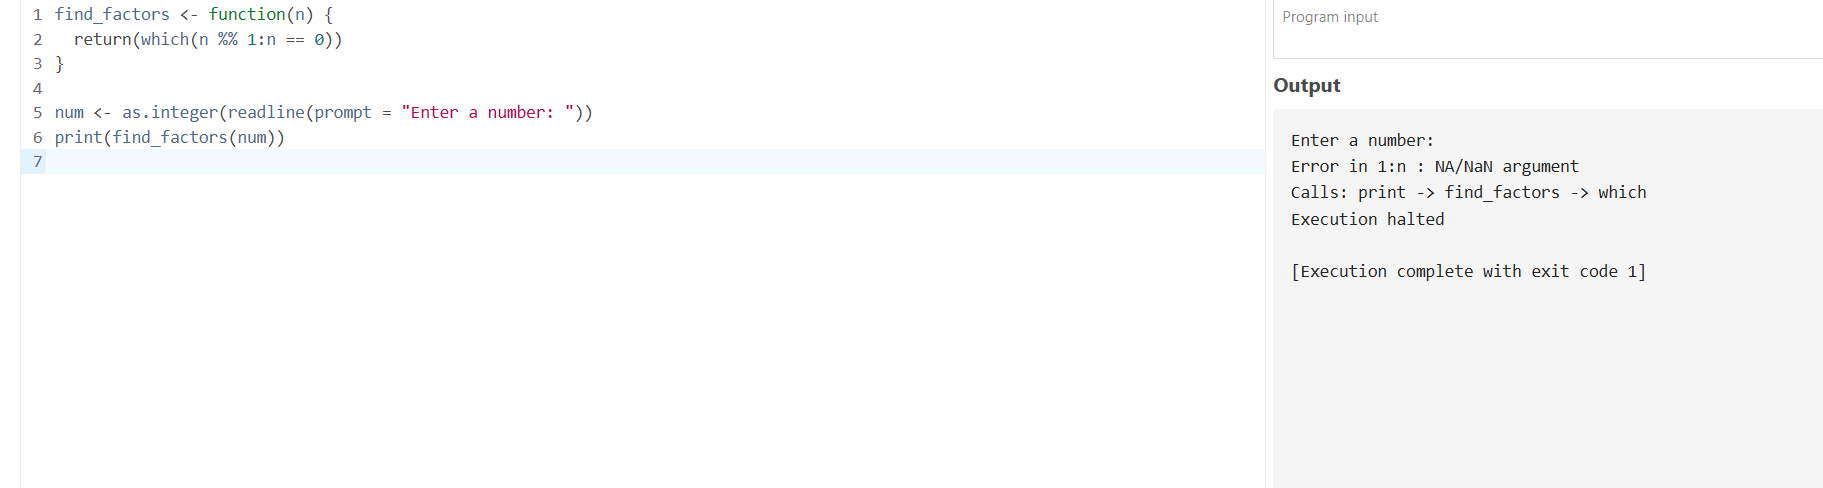 1 find_factors <- function(n) {
2   return(which(n %% 1:n == 0))
3 }
4
5 num <- as.integer(readline(prompt = "Enter a number: "))
6 print(find_factors(num))
7
Program input
Output
Enter a number:
Error in 1:n : NA/NaN argument
Calls: print -> find_factors -> which
Execution halted
[Execution complete with exit code 1]